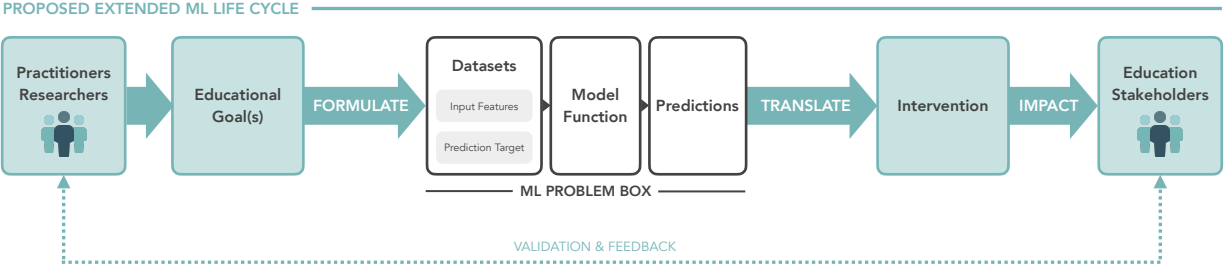 PROPOSED EXTENDED ML LIFE CYCLE
Practitioners
Researchers
Educational
Goal(s)
FORMULATE
Datasets
Input Features
Prediction Target
Model
Function
Predictions
ML PROBLEM BOX
TRANSLATE
Intervention
IMPACT
Education
Stakeholders
VALIDATION & FEEDBACK